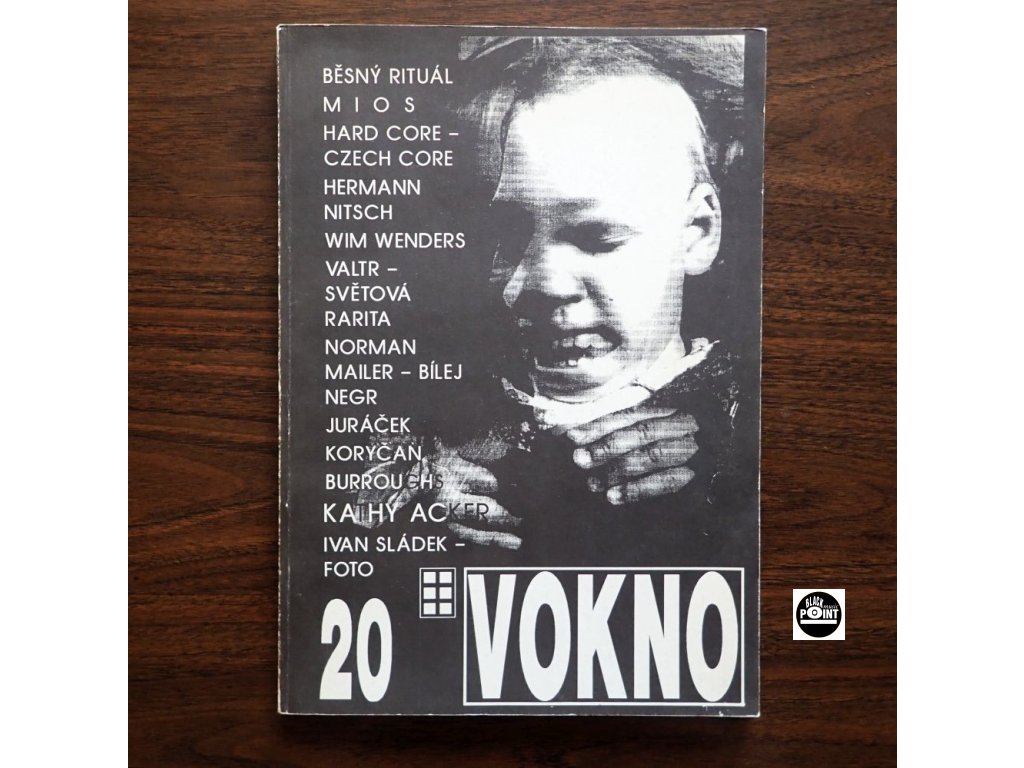 BĚSNÝ RITUÁL
MIOS
HARD CORE –
CZECH CORE
HERMANN
NITSCH
WIM WENDERS
VALTR –
SVĚTOVÁ
RARITA
NORMAN
MAILER – BÍLEJ
NEGR
JURÁČEK
KORYČAN
BURROUGHS
KATHY ACKER
IVAN SLÁDEK –
FOTO
20
VOKNO
BLACK
music
POINT